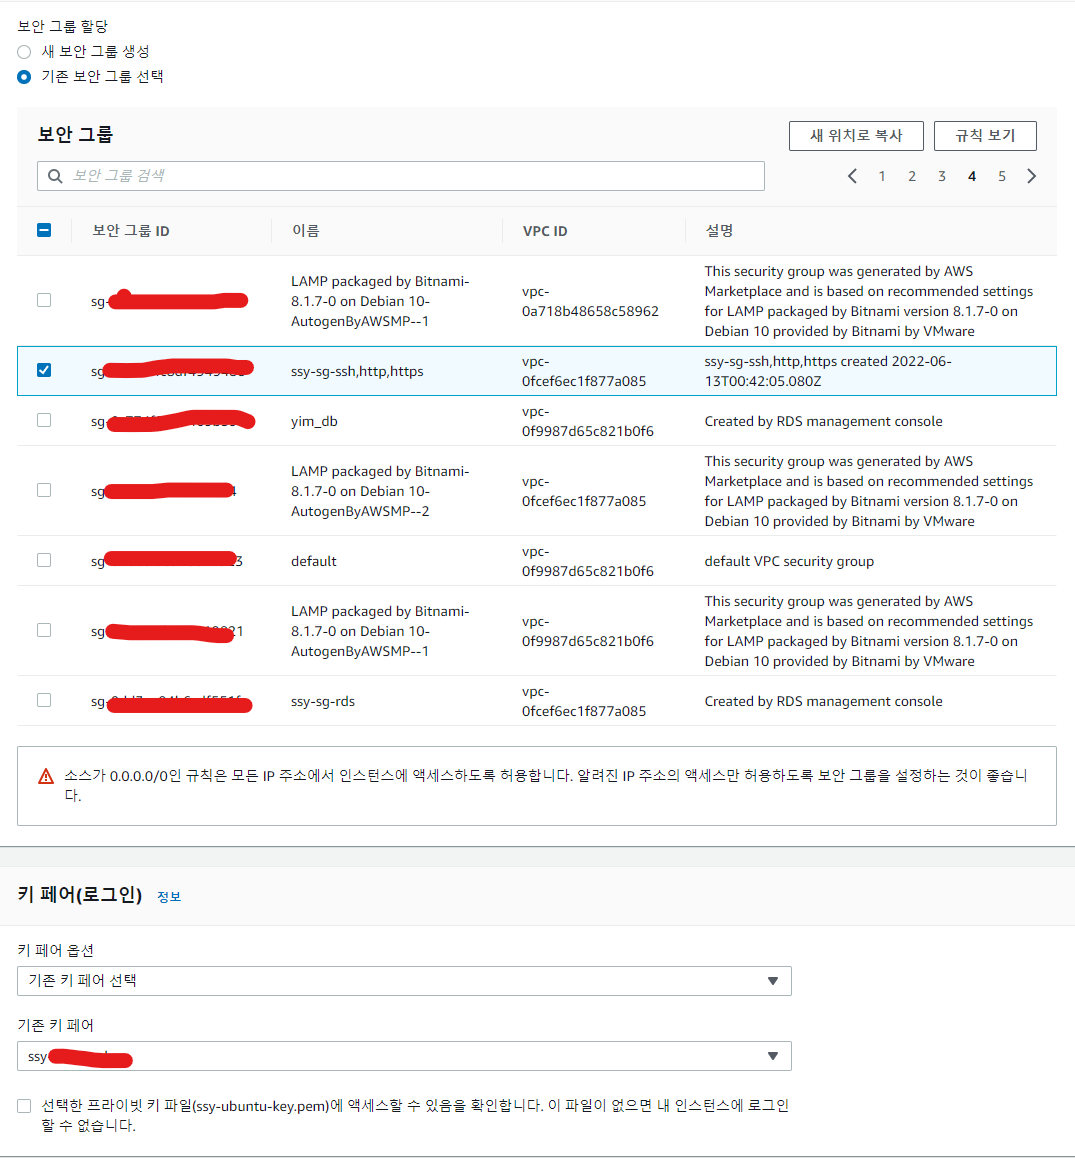 보안 그룹 할당
새 보안 그룹 생성
기존 보안 그룹 선택
보안 그룹
새 위치로 복사
규칙 보기
보안 그룹 검색
1 2 3 4 5
보안 그룹 ID
이름
VPC ID
설명
sg-
LAMP packaged by Bitnami-
8.1.7-0 on Debian 10-
AutogenByAWSMP--1
vpc-
0a718b48658c58962
This security group was generated by AWS
Marketplace and is based on recommended settings
for LAMP packaged by Bitnami version 8.1.7-0 on
Debian 10 provided by Bitnami by VMware
sg
ssy-sg-ssh,http,https
vpc-
0fcef6ec1f877a085
ssy-sg-ssh,http,https created 2022-06-
13T00:42:05.080Z
sg-
yim_db
vpc-
0f9987d65c821b0f6
Created by RDS management console
sg
LAMP packaged by Bitnami-
8.1.7-0 on Debian 10-
AutogenByAWSMP--2
vpc-
0fcef6ec1f877a085
This security group was generated by AWS
Marketplace and is based on recommended settings
for LAMP packaged by Bitnami version 8.1.7-0 on
Debian 10 provided by Bitnami by VMware
sg
3
default
vpc-
0f9987d65c821b0f6
default VPC security group
sg
21
LAMP packaged by Bitnami-
8.1.7-0 on Debian 10-
AutogenByAWSMP--1
vpc-
0f9987d65c821b0f6
This security group was generated by AWS
Marketplace and is based on recommended settings
for LAMP packaged by Bitnami version 8.1.7-0 on
Debian 10 provided by Bitnami by VMware
sg-
ssy-sg-rds
vpc-
0fcef6ec1f877a085
Created by RDS management console
소스가 0.0.0.0/0인 규칙은 모든 IP 주소에서 인스턴스에 액세스하도록 허용합니다. 알려진 IP 주소의 액세스만 허용하도록 보안 그룹을 설정하는 것이 좋습니
다.
키 페어(로그인) 정보
키 페어 옵션
기존 키 페어 선택
기존 키 페어
ssy
선택한 프라이빗 키 파일(ssy-ubuntu-key.pem)에 액세스할 수 있음을 확인합니다. 이 파일이 없으면 내 인스턴스에 로그인
할 수 없습니다.